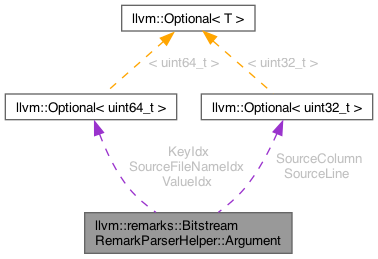 llvm::Optional< T >
< uint64_t >
< uint32_t >
llvm::Optional< uint64_t >
llvm::Optional< uint32_t >
KeyIdx
SourceFileNameIdx
ValueIdx
SourceColumn
SourceLine
llvm::remarks::Bitstream
RemarkParserHelper::Argument